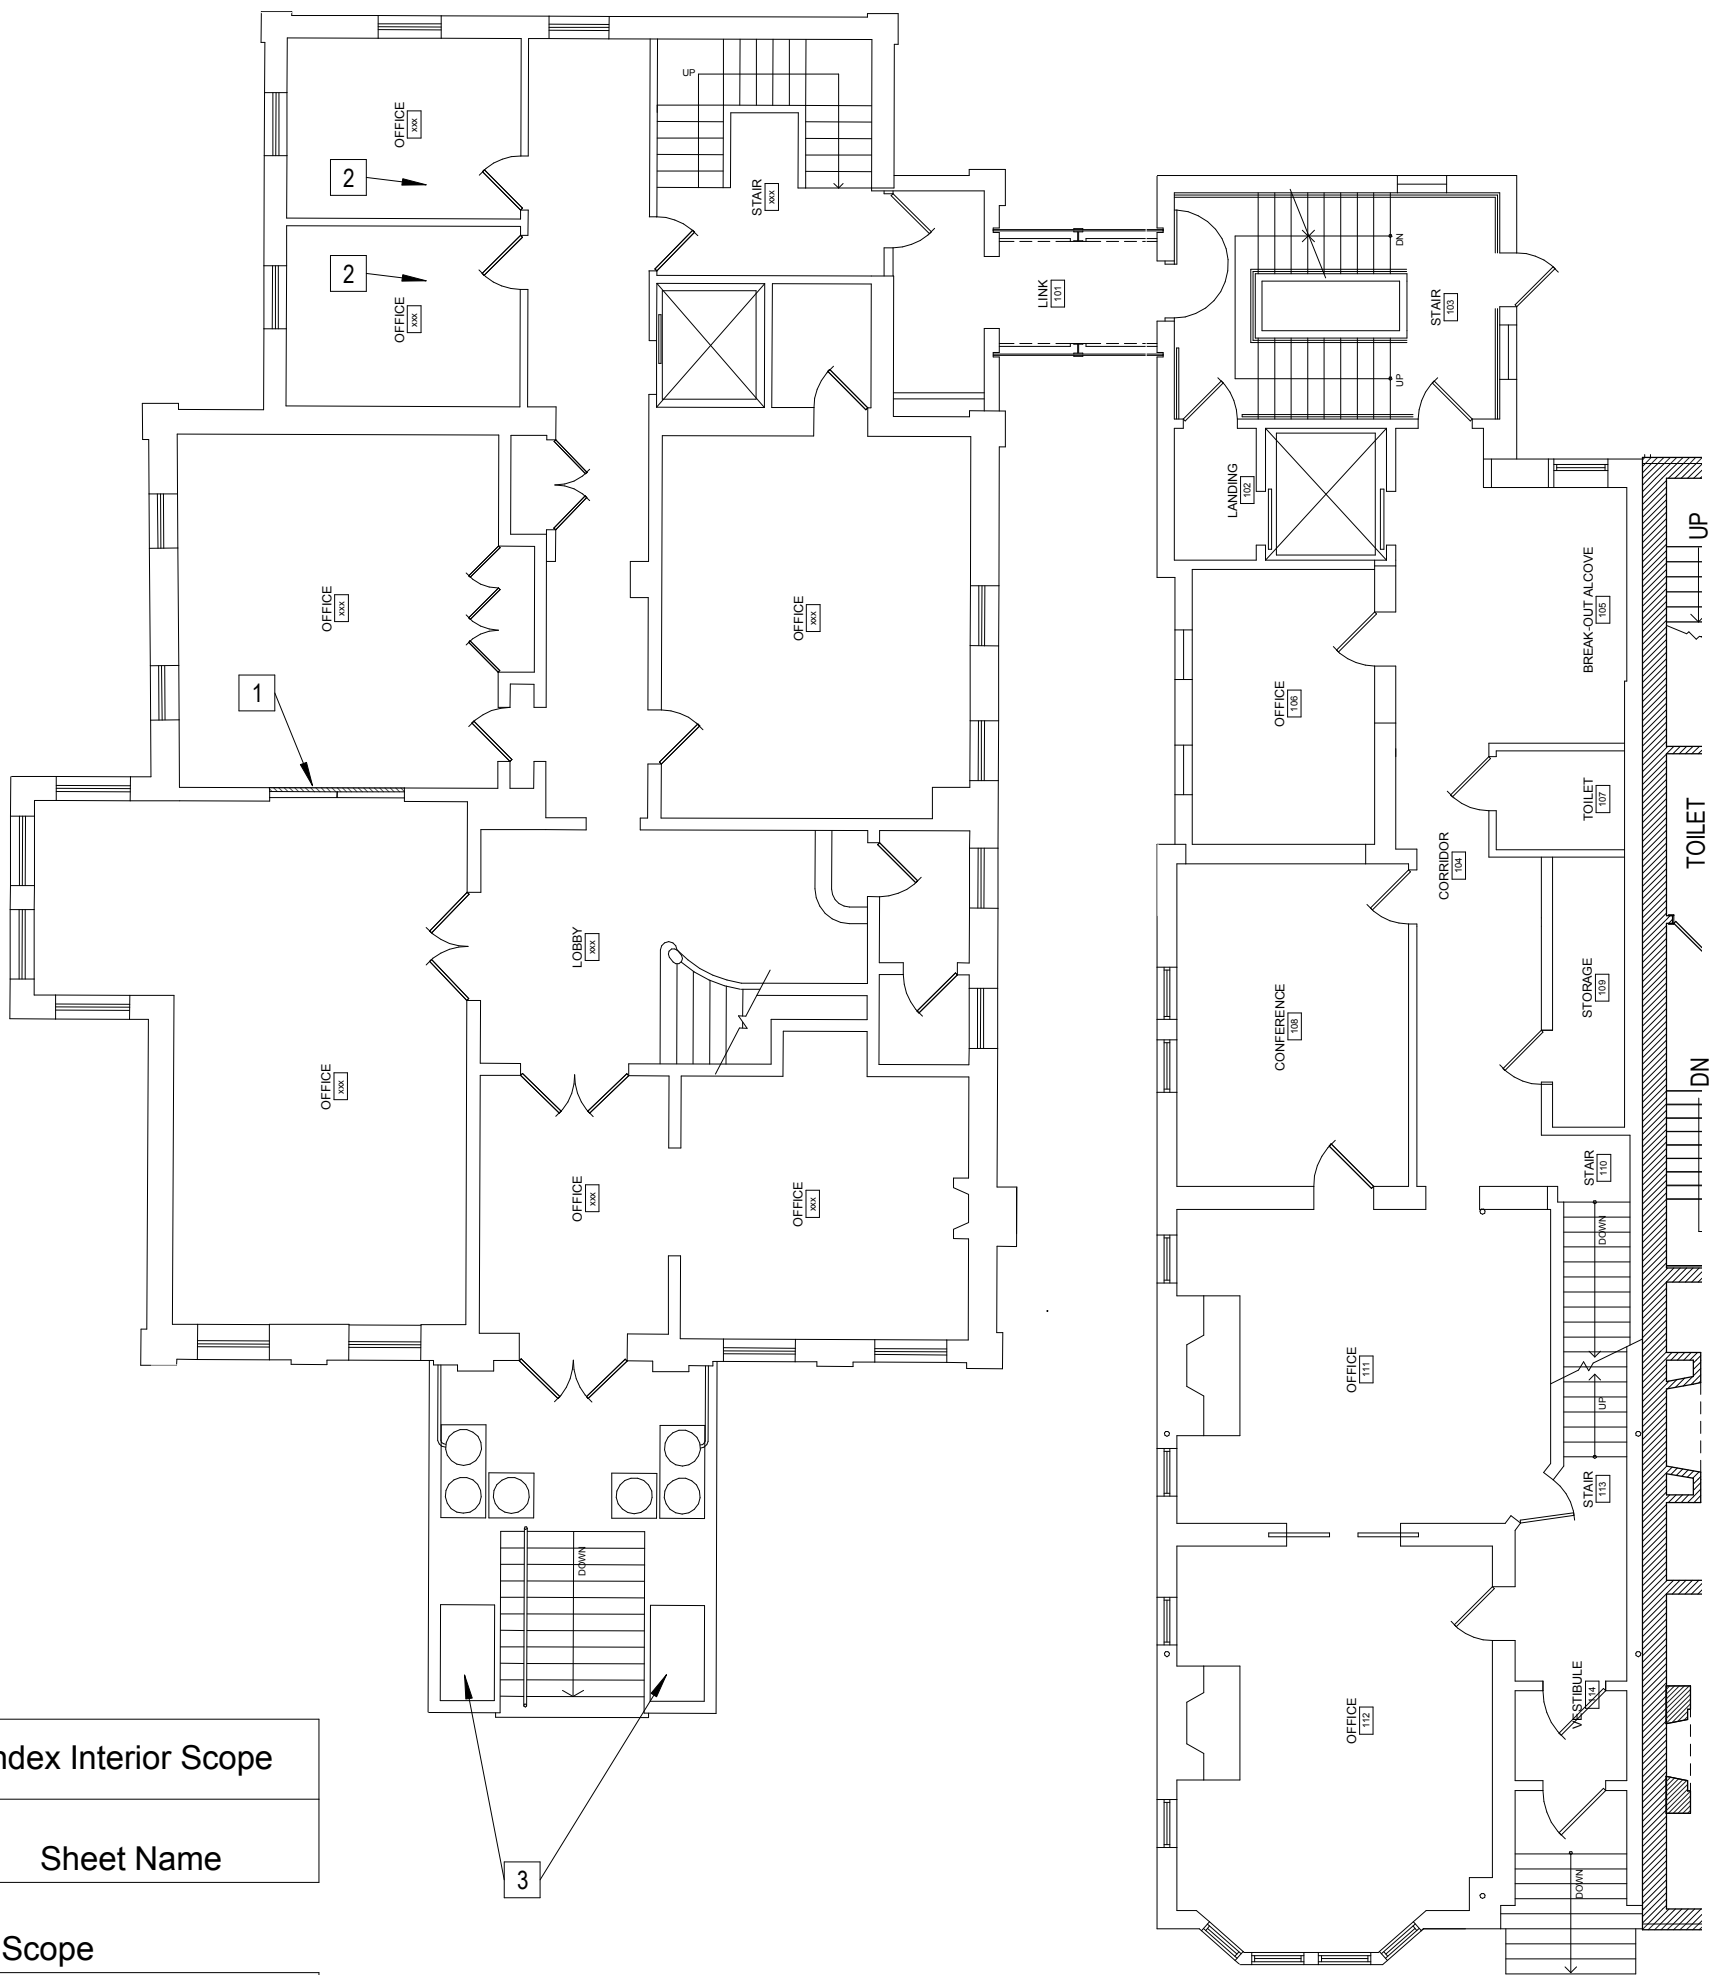 UP
OFFICE
xxx
2
STAIR
xxx
2
OFFICE
xxx
LINK
101
DN
STAIR
103
UP
LANDING
102
UP
OFFICE
xxx
OFFICE
xxx
BREAK-OUT ALCOVE
105
1
OFFICE
106
TOILET
107
TOILET
CORRIDOR
104
LOBBY
xxx
STORAGE
109
CONFERENCE
108
OFFICE
xxx
DN
OFFICE
xxx
OFFICE
xxx
STAIR
110
DOWN
OFFICE
111
UP
STAIR
113
DOWN
VESTIBULE
114
OFFICE
112
ndex Interior Scope
Sheet Name
3
DOWN
Scope